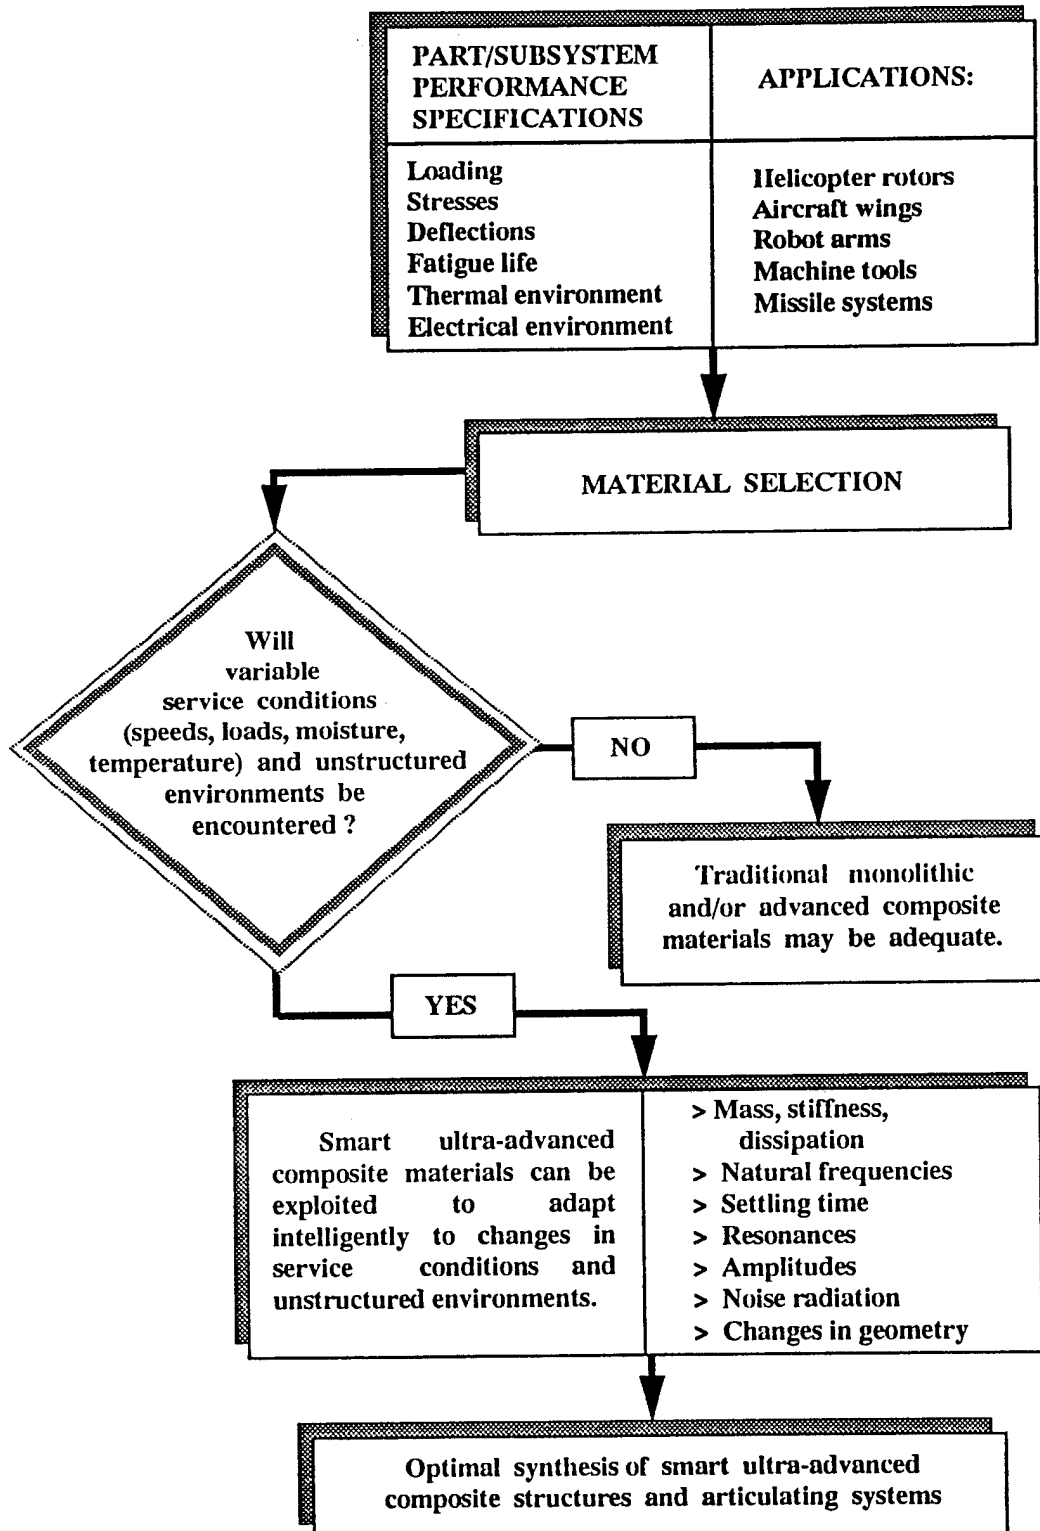 PART/SUBSYSTEM
PERFORMANCE
SPECIFICATIONS
APPLICATIONS:
Loading
Stresses
Deflections
Fatigue life
Thermal environment
Electrical environment
Helicopter rotors
Aircraft wings
Robot arms
Machine tools
Missile systems
MATERIAL SELECTION
Will
variable
service conditions
(speeds, loads, moisture,
temperature) and unstructured
environments be
encountered ?
NO
Traditional monolithic
and/or advanced composite
materials may be adequate.
YES
Smart ultra-advanced
composite materials can be
exploited to adapt
intelligently to changes in
service conditions and
unstructured environments.
> Mass, stiffness,
dissipation
> Natural frequencies
> Settling time
> Resonances
> Amplitudes
> Noise radiation
> Changes in geometry
Optimal synthesis of smart ultra-advanced
composite structures and articulating systems